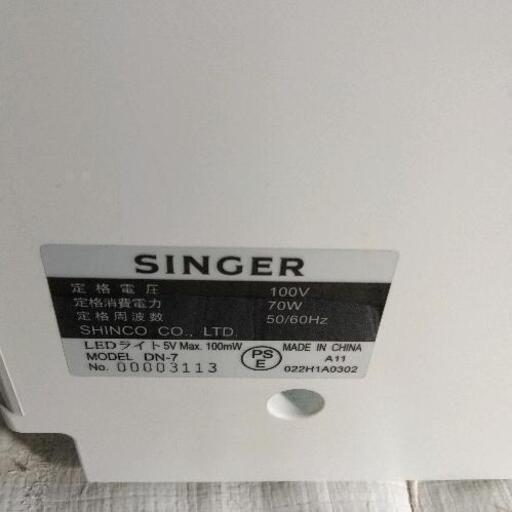 SINGER
定格電圧 100V
定格消費電力 70W
定格周波数 50/60Hz
SHINCO CO., LTD.
LEDライト5V Max. 100mW MADE IN CHINA
MODEL DN-7 PSE A11
No. 00003113 022H1A0302